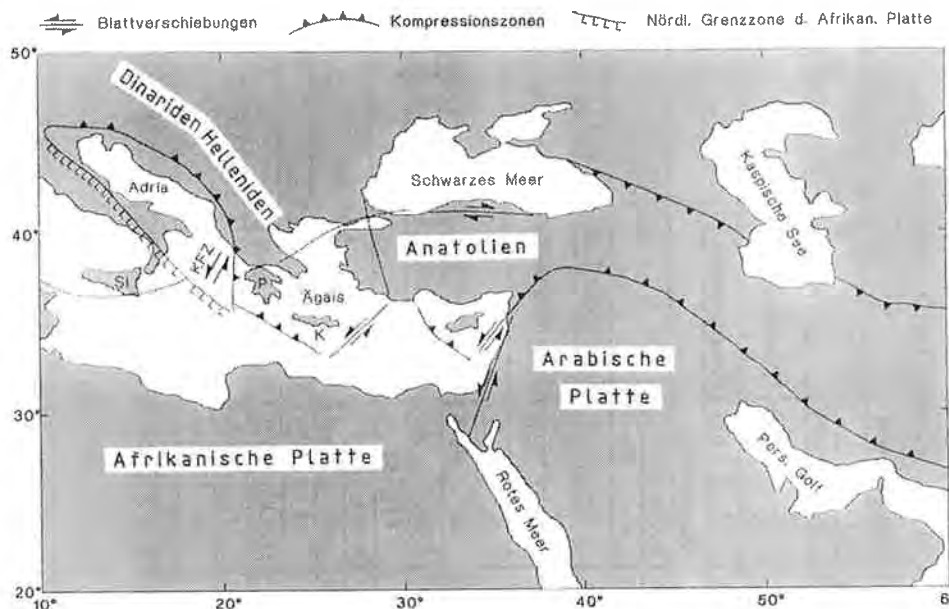 Blattverschiebungen
Kompressionszonen
Nördl. Grenzzone d. Afrikan. Platte
50°
40°
30°
20°
10°
20°
30°
40°
50°
6
Dinariden
Helleniden
Adria
Schwarzes Meer
Kaspische See
Anatolien
KFZ
SI
P
Ägais
K
Arabische
Platte
Afrikanische Platte
Rotes Meer
Pers. Golf